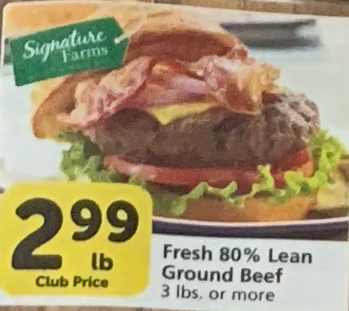 Signature
Farms
2 99
lb
Club Price
Fresh 80% Lean
Ground Beef
3 lbs. or more